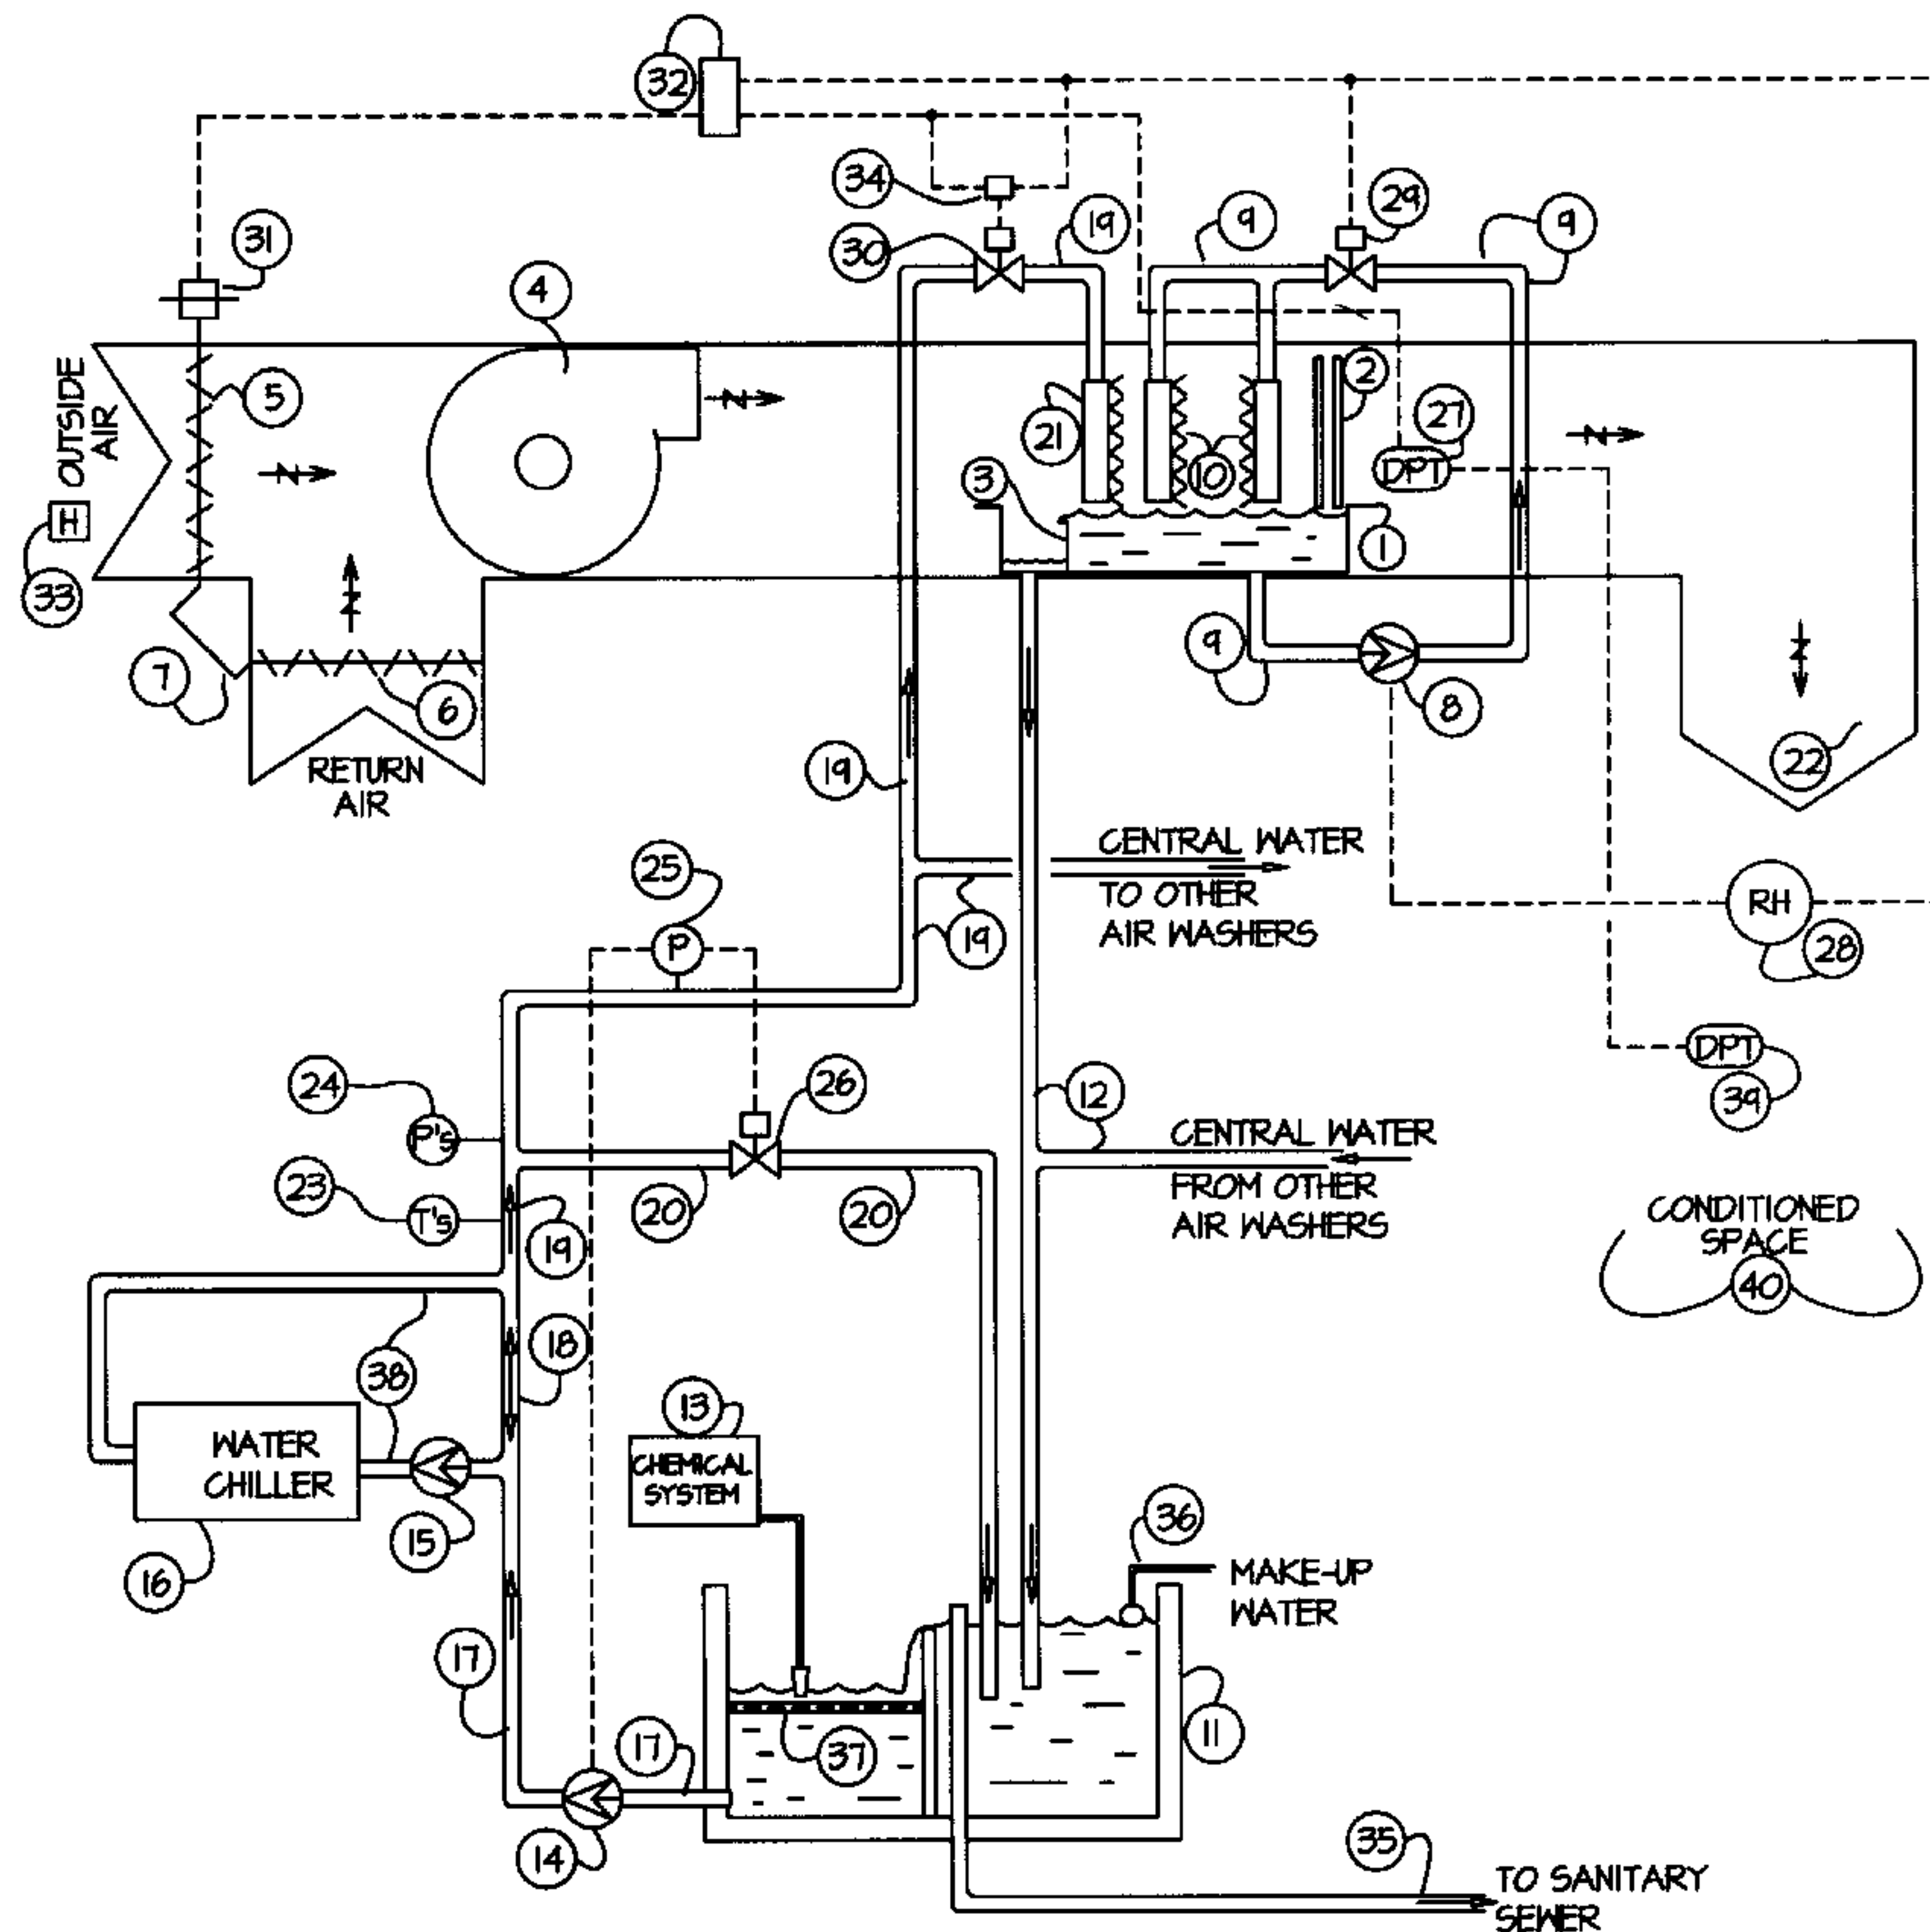 32
34
29
31
30
19
9
9
4
OUTSIDE
AIR
5
2
27
21
10
DPT
3
H
1
33
7
6
9
8
22
RETURN
AIR
19
CENTRAL WATER
TO OTHER
AIR WASHERS
25
P
19
RH
28
24
P's
26
12
DPT
39
23
T's
19
20
20
CENTRAL WATER
FROM OTHER
AIR WASHERS
CONDITIONED
SPACE
40
18
38
WATER
CHILLER
13
CHEMICAL
SYSTEM
15
16
36
MAKE-UP
WATER
17
17
37
11
14
35
TO SANITARY
SEWER